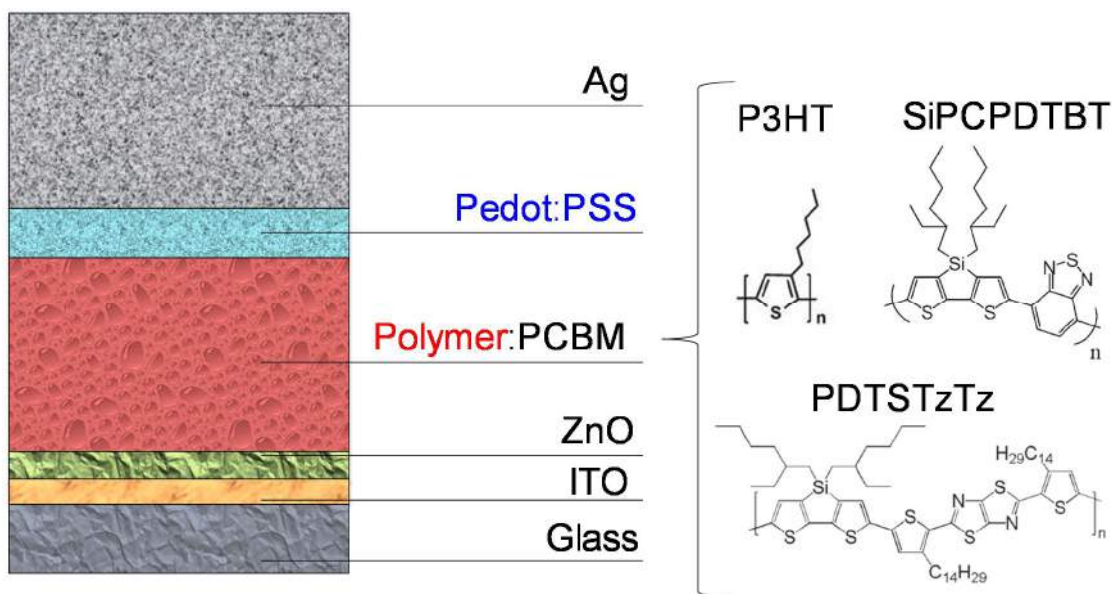 Ag
Pedot:PSS
Polymer:PCBM
ZnO
ITO
Glass
P3HT
S
n
SiPCPDTBT
Si
S
S
N
S
N
n
PDTSTzTz
Si
S
S
S
C14H29
N
S
S
N
H29C14
S
n